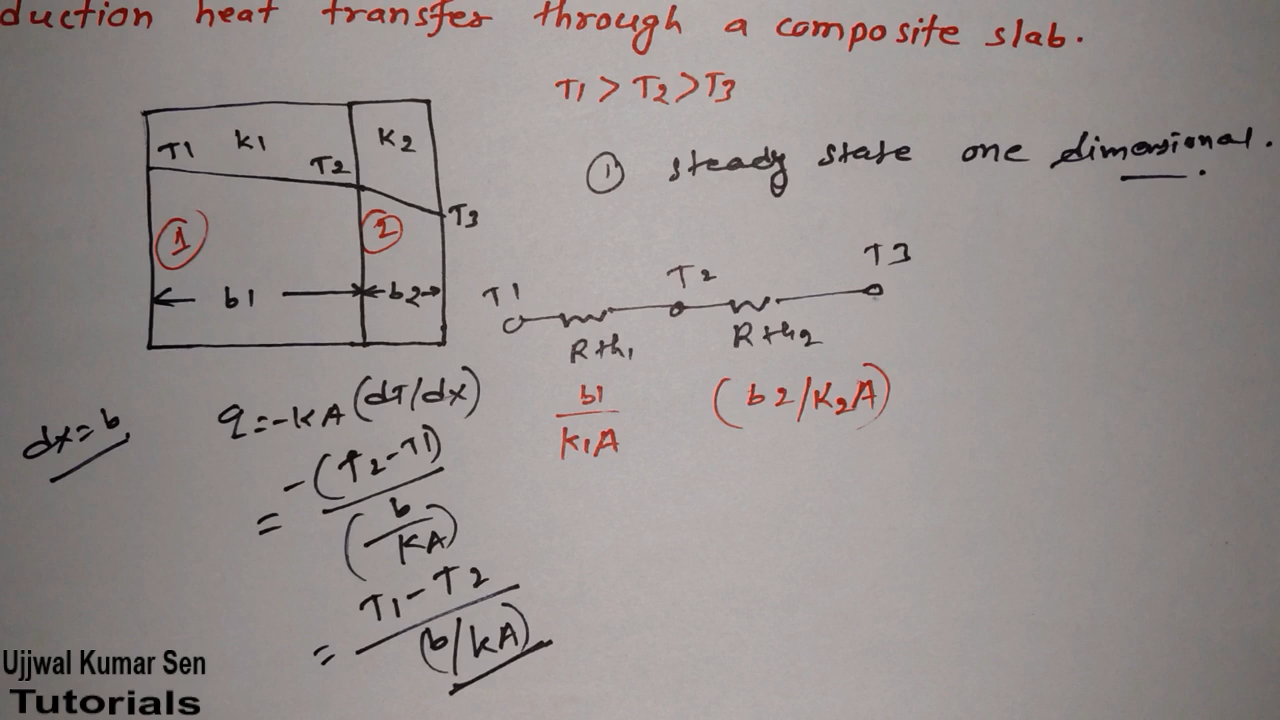 duction heat transfer through a composite slab.
T1 > T2 > T3
① steady state one dimensional.
T1 K1 T2 K2
T3
1 2
b1 b2
T1 T2 T3
Rth1 Rth2
b1/K1A (b2/K2A)
dx=b
q=-KA(dT/dx)
= -(T2-T1)/(b/KA)
= T1-T2/(b/KA)
Ujjwal Kumar Sen
Tutorials